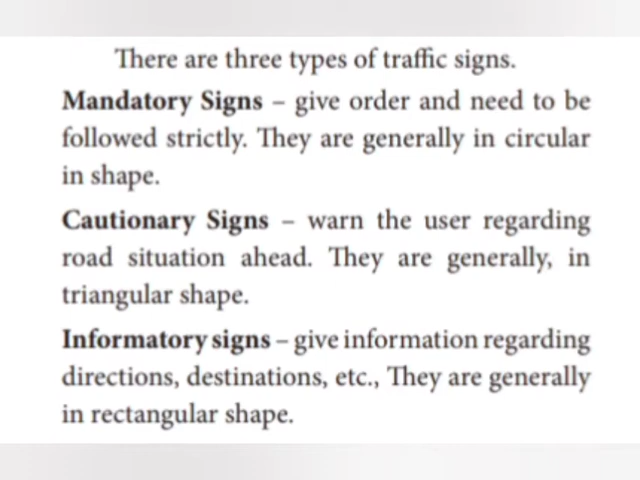 There are three types of traffic signs.
Mandatory Signs – give order and need to be
followed strictly. They are generally in circular
in shape.
Cautionary Signs – warn the user regarding
road situation ahead. They are generally, in
triangular shape.
Informatory signs – give information regarding
directions, destinations, etc., They are generally
in rectangular shape.